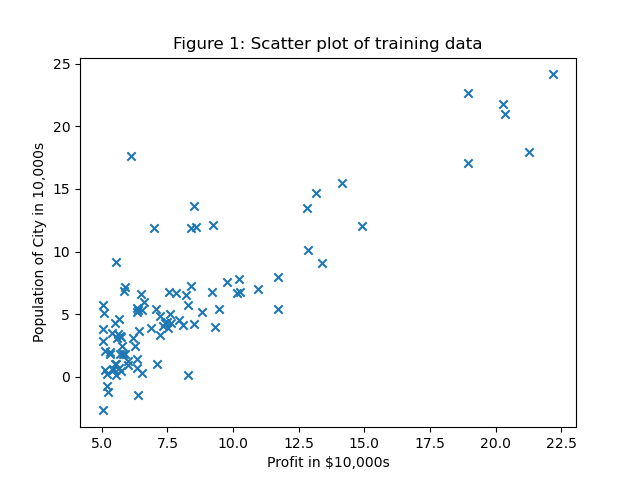 Figure 1: Scatter plot of training data
Population of City in 10,000s
25
20
15
10
5
0
5.0 7.5 10.0 12.5 15.0 17.5 20.0 22.5
Profit in $10,000s